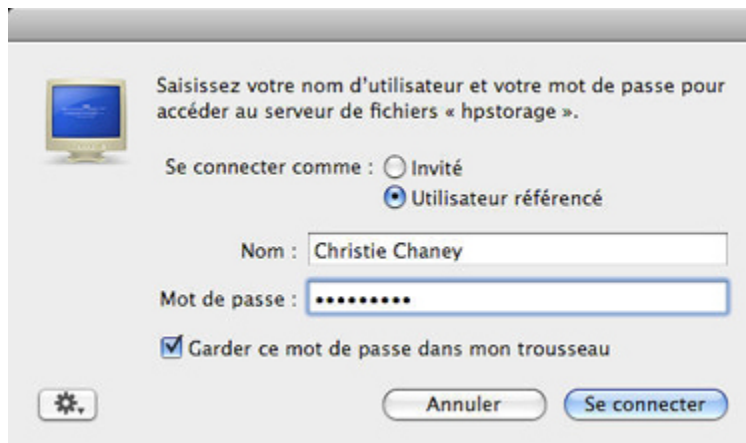 Saisissez votre nom d'utilisateur et votre mot de passe pour
accéder au serveur de fichiers « hpstorage ».
Se connecter comme : Invité
Utilisateur référencé
Nom : Christie Chaney
Mot de passe : •••••••••
Garder ce mot de passe dans mon trousseau
Annuler Se connecter